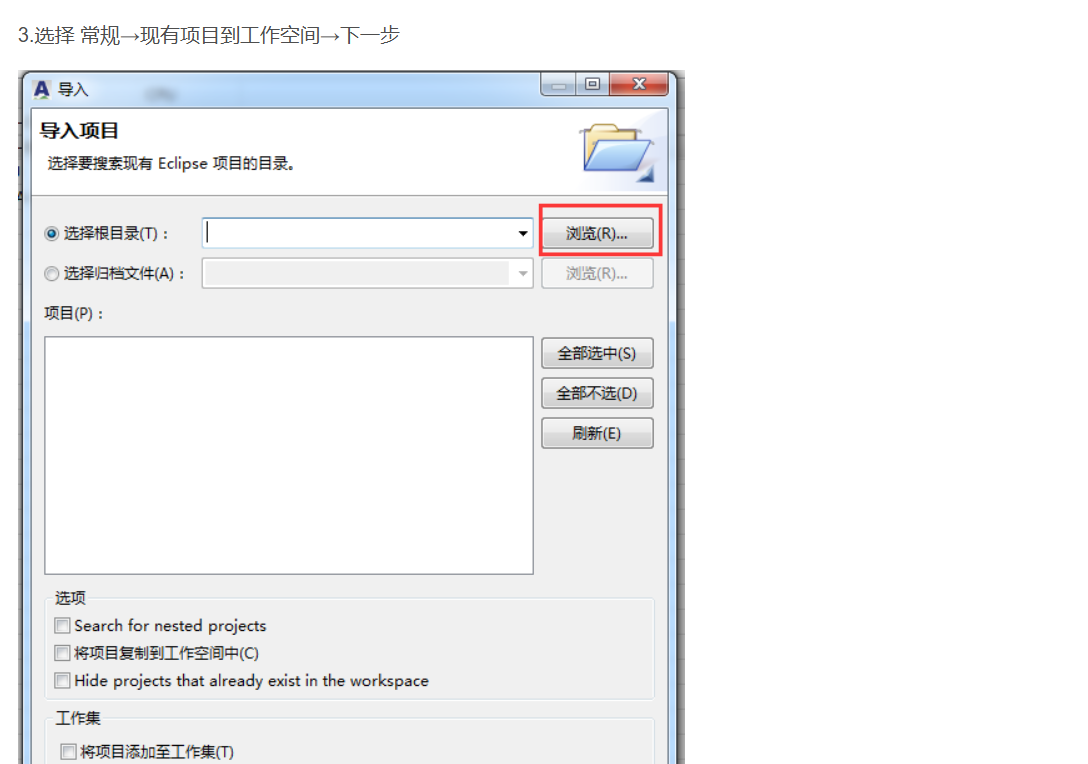 3.选择 常规→现有项目到工作空间→下一步
导入
导入项目
选择要搜索现有 Eclipse 项目的目录。
选择根目录(T)： 浏览(R)...
选择归档文件(A)： 浏览(R)...
项目(P)：
全部选中(S)
全部不选(D)
刷新(E)
选项
Search for nested projects
将项目复制到工作空间中(C)
Hide projects that already exist in the workspace
工作集
将项目添加至工作集(T)